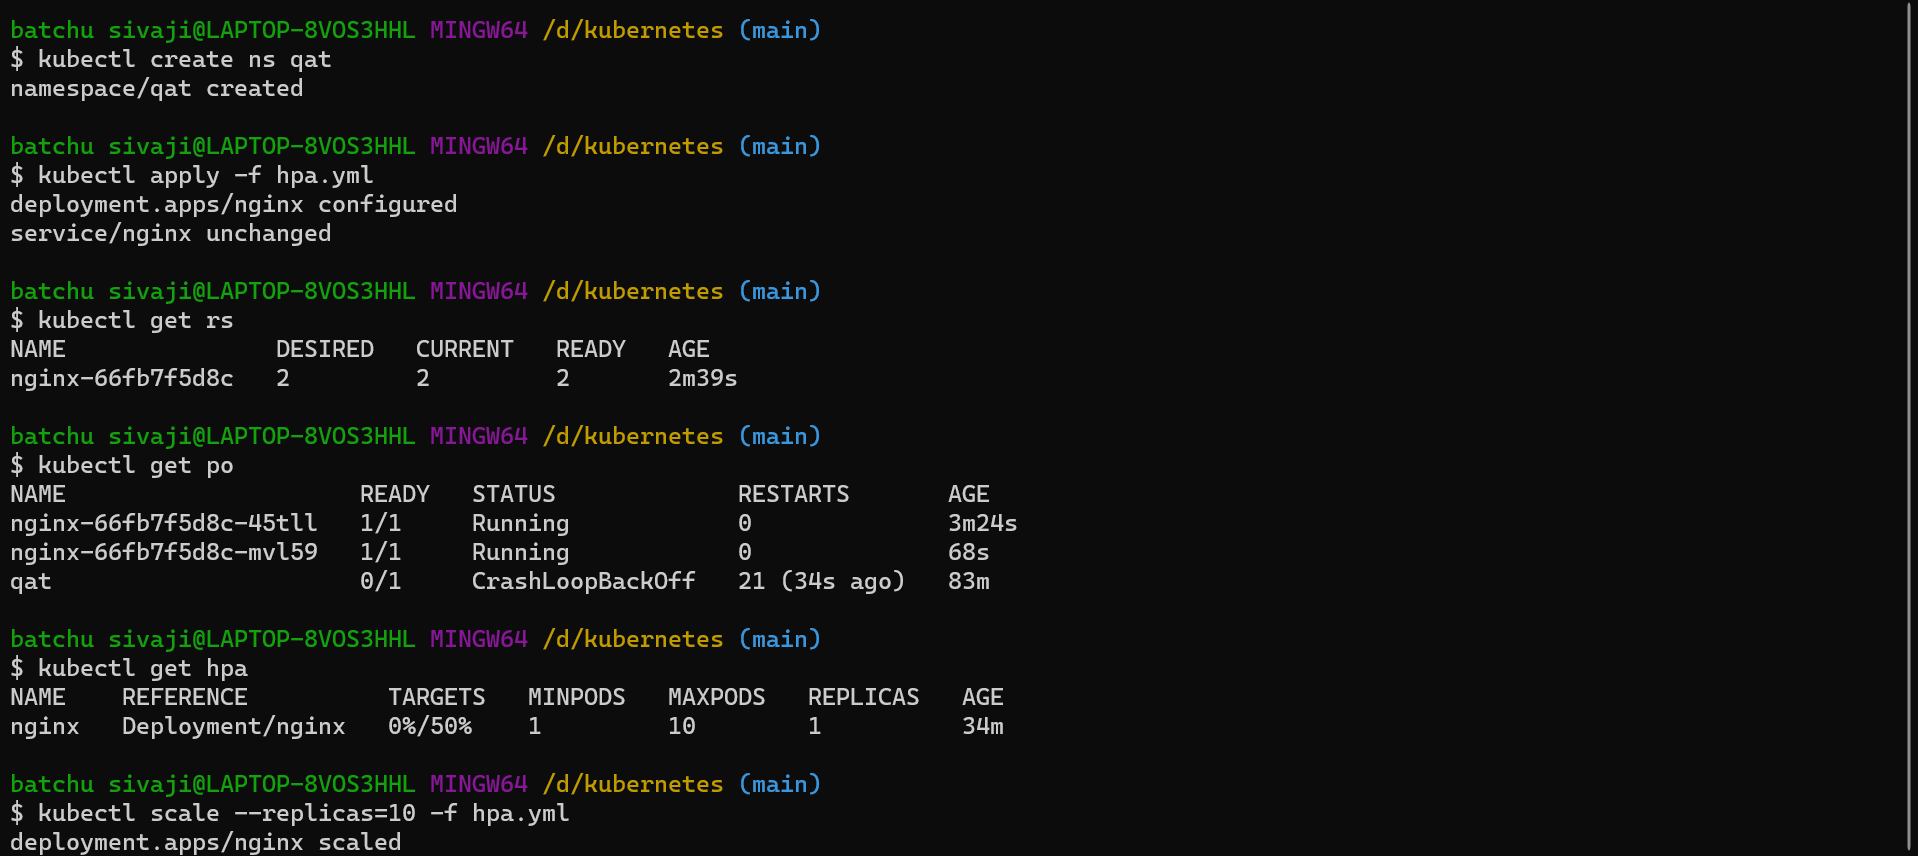 batchu sivaji@LAPTOP-8VOS3HHL MINGW64 /d/kubernetes (main)
$ kubectl create ns qat
namespace/qat created
batchu sivaji@LAPTOP-8VOS3HHL MINGW64 /d/kubernetes (main)
$ kubectl apply -f hpa.yml
deployment.apps/nginx configured
service/nginx unchanged
batchu sivaji@LAPTOP-8VOS3HHL MINGW64 /d/kubernetes (main)
$ kubectl get rs
NAME               DESIRED   CURRENT   READY   AGE
nginx-66fb7f5d8c   2         2         2       2m39s
batchu sivaji@LAPTOP-8VOS3HHL MINGW64 /d/kubernetes (main)
$ kubectl get po
NAME                     READY   STATUS             RESTARTS       AGE
nginx-66fb7f5d8c-45tll   1/1     Running            0              3m24s
nginx-66fb7f5d8c-mvl59   1/1     Running            0              68s
qat                      0/1     CrashLoopBackOff   21 (34s ago)   83m
batchu sivaji@LAPTOP-8VOS3HHL MINGW64 /d/kubernetes (main)
$ kubectl get hpa
NAME    REFERENCE          TARGETS   MINPODS   MAXPODS   REPLICAS   AGE
nginx   Deployment/nginx   0%/50%    1         10        1          34m
batchu sivaji@LAPTOP-8VOS3HHL MINGW64 /d/kubernetes (main)
$ kubectl scale --replicas=10 -f hpa.yml
deployment.apps/nginx scaled